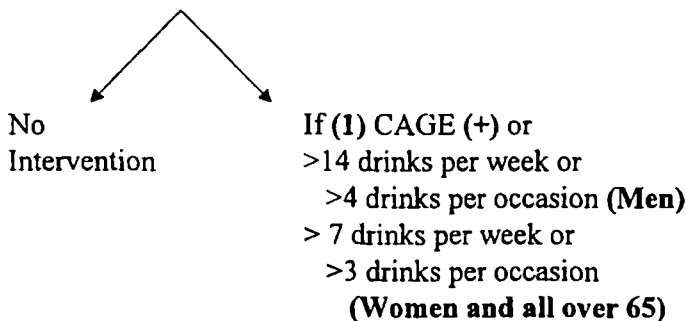 No
Intervention
If (1) CAGE (+) or
>14 drinks per week or
>4 drinks per occasion (Men)
> 7 drinks per week or
>3 drinks per occasion
(Women and all over 65)